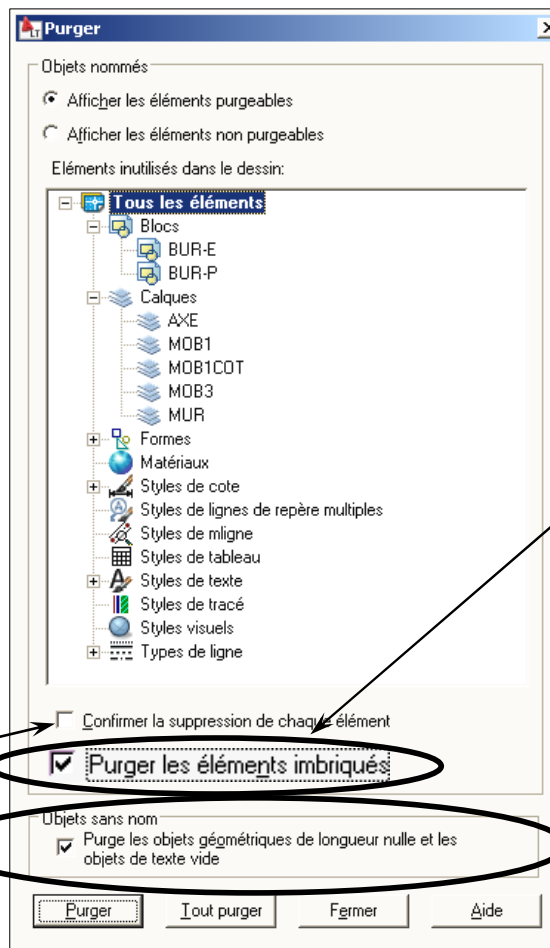 LT
Purger
Objets nommés
Afficher les éléments purgeables
Afficher les éléments non purgeables
Eléments inutilisés dans le dessin:
Tous les éléments
Blocs
BUR-E
BUR-P
Calques
AXE
MOB1
MOB1COT
MOB3
MUR
Formes
Matériaux
Styles de cote
Styles de lignes de repère multiples
Styles de mligne
Styles de tableau
Styles de texte
Styles de tracé
Styles visuels
Types de ligne
Confirmer la suppression de chaque élément
Purger les éléments imbriqués
Objets sans nom
Purge les objets géométriques de longueur nulle et les
objets de texte vide
Purger Tout purger Fermer Aide